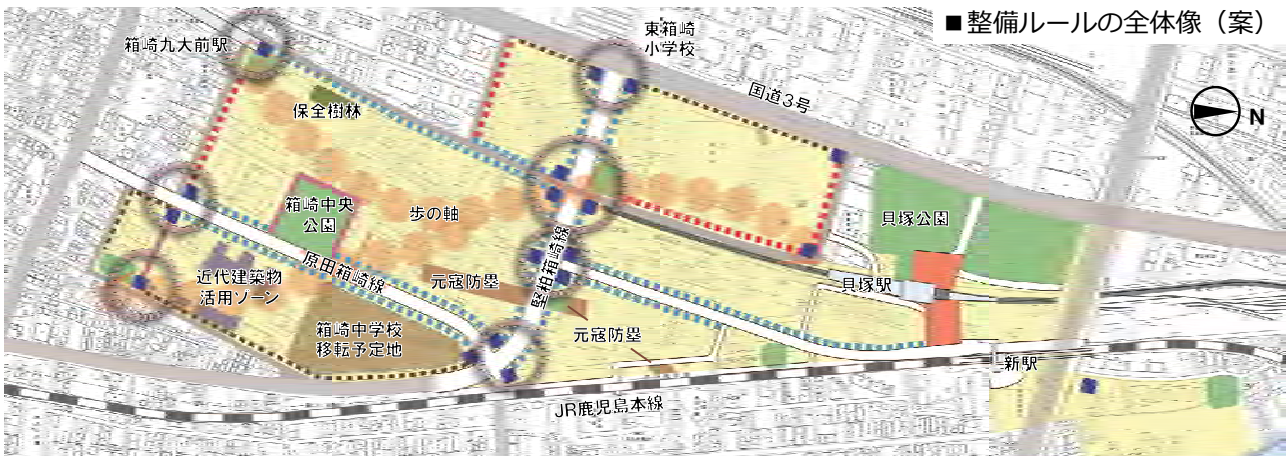 ■整備ルールの全体像（案）
箱崎九大前駅
東箱崎
小学校
国道3号
N
保全樹林
箱崎中央
公園
歩の軸
貝塚公園
原田箱崎線
堅粕箱崎線
近代建築物
活用ゾーン
元寇防塁
貝塚駅
箱崎中学校
移転予定地
元寇防塁
新駅
JR鹿児島本線